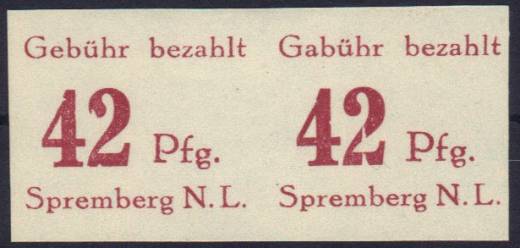 Gebühr bezahlt Gabühr bezahlt
42 Pfg. 42 Pfg.
Spremberg N. L. Spremberg N. L.